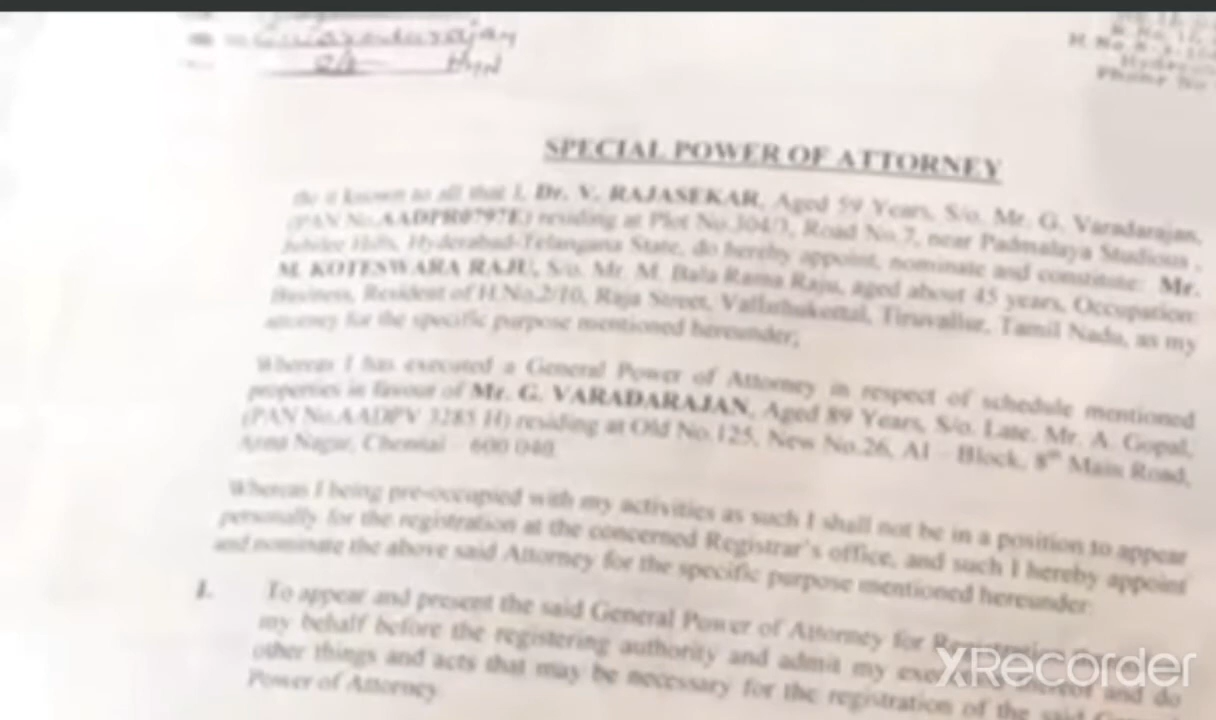 SPECIAL POWER OF ATTORNEY
Be it known to all that I, Dr. V. RAJASEKAR, Aged 59 Years, S/o. Mr. G. Varadarajan,
(PAN No.AADPR0797E) residing at Plot No.304/3, Road No.7, near Padmalaya Studious ,
Jubilee Hills, Hyderabad-Telangana State, do hereby appoint, nominate and constitute: Mr.
M. KOTESWARA RAJU, S/o. Mr. M. Bala Rama Raju, aged about 45 years, Occupation:
Business, Resident of H.No.2/10, Raja Street, Tiruvallur, Tamil Nadu, as my
attorney for the specific purpose mentioned hereunder;
Whereas I has executed a General Power of Attorney in respect of schedule mentioned
properties in favour of Mr. G. VARADARAJAN, Aged 89 Years, S/o. Late. Mr. A. Gopal,
(PAN No.AADPV 3285 H) residing at Old No.125, New No.26, A1 - Block, 8th Main Road,
Anna Nagar, Chennai - 600 040.
Whereas I being pre-occupied with my activities as such I shall not be in a position to appear
personally for the registration at the concerned Registrar's office, and such I hereby appoint
and nominate the above said Attorney for the specific purpose mentioned hereunder
1. To appear and present the said General Power of Attorney for Registration
my behalf before the registering authority and admit my thereof and do
other things and acts that may be necessary for the registration of the said
Power of Attorney
XRecorder